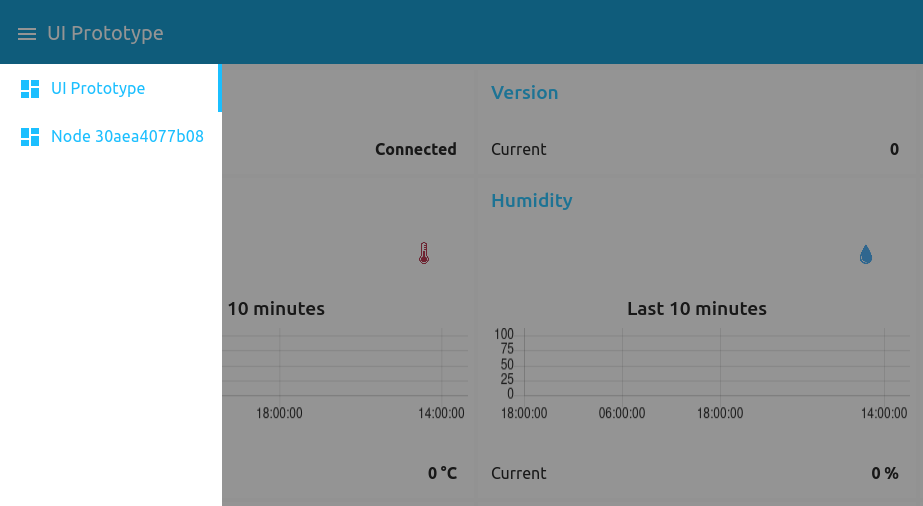 UI Prototype
UI Prototype
Node 30aea4077b08
Connected
10 minutes
18:00:00 14:00:00
0 °C
Version
Current 0
Humidity
Last 10 minutes
100
75
50
25
0
18:00:00 06:00:00 18:00:00 14:00:00
Current 0 %